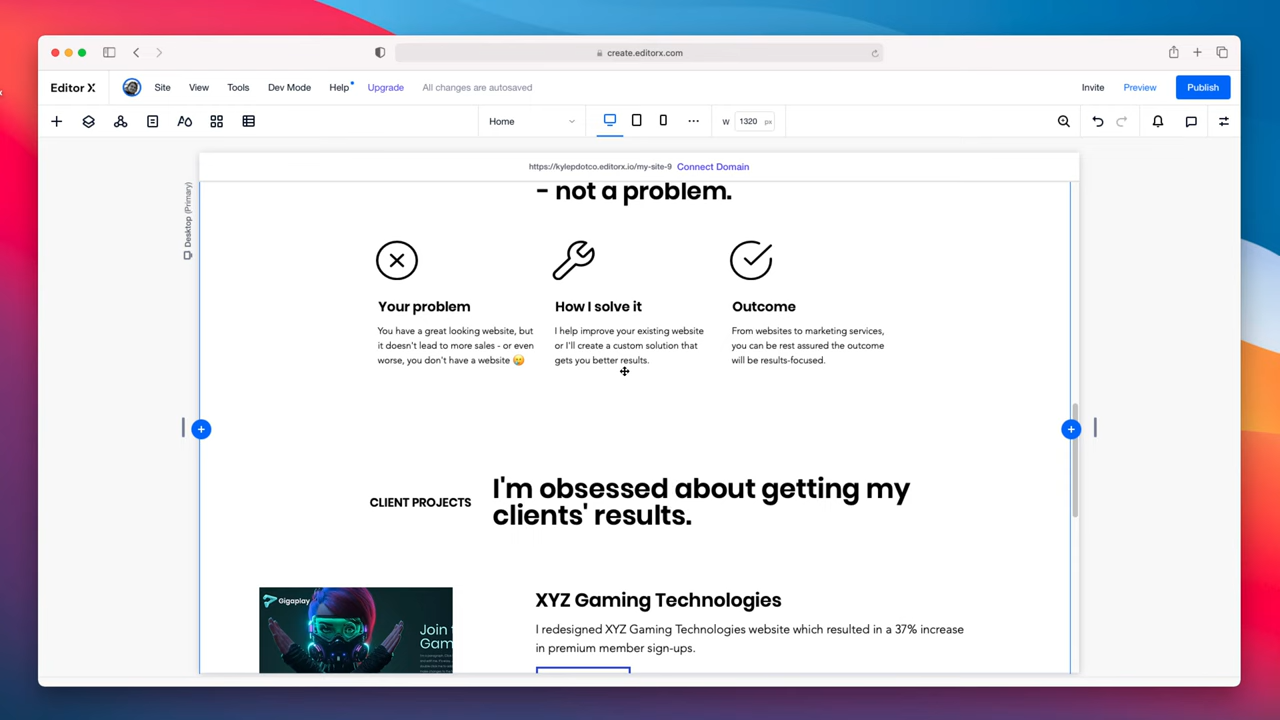 create.editorx.com
Editor X Site View Tools Dev Mode Help Upgrade All changes are autosaved Invite Preview Publish
Home W 1320 px
https://kylepdotco.editorx.io/my-site-9 Connect Domain
Desktop (Primary)
- not a problem.
Your problem
You have a great looking website, but
it doesn't lead to more sales - or even
worse, you don't have a website 😢
How I solve it
I help improve your existing website
or I'll create a custom solution that
gets you better results.
Outcome
From websites to marketing services,
you can be rest assured the outcome
will be results-focused.
CLIENT PROJECTS
I'm obsessed about getting my
clients' results.
Gigaplay
Join
Gam
XYZ Gaming Technologies
I redesigned XYZ Gaming Technologies website which resulted in a 37% increase
in premium member sign-ups.